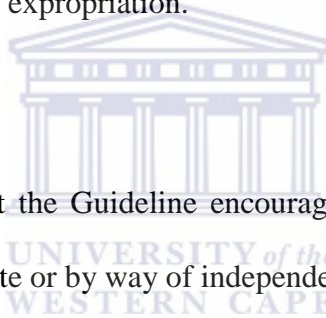 expropriation.
t the Guideline encourag
UNIVERSITY of the
te or by way of independe
WESTERN CAPE